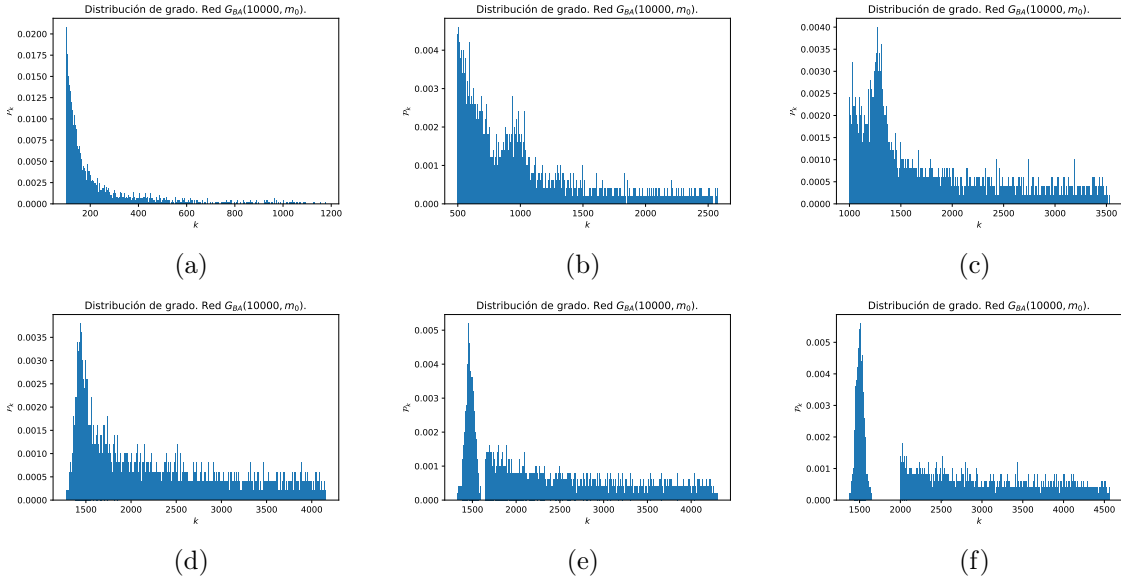 Distribución de grado. Red G_BA(10000, m_0).
0.0200
0.0175
0.0150
0.0125
0.0100
0.0075
0.0050
0.0025
0.0000
P_k
200 400 600 800 1000 1200
k
(a)
Distribución de grado. Red G_BA(10000, m_0).
0.004
0.003
0.002
0.001
0.000
P_k
500 1000 1500 2000 2500
k
(b)
Distribución de grado. Red G_BA(10000, m_0).
0.0040
0.0035
0.0030
0.0025
0.0020
0.0015
0.0010
0.0005
0.0000
P_k
1000 1500 2000 2500 3000 3500
k
(c)
Distribución de grado. Red G_BA(10000, m_0).
0.0035
0.0030
0.0025
0.0020
0.0015
0.0010
0.0005
0.0000
P_k
1500 2000 2500 3000 3500 4000
k
(d)
Distribución de grado. Red G_BA(10000, m_0).
0.005
0.004
0.003
0.002
0.001
0.000
P_k
1500 2000 2500 3000 3500 4000
k
(e)
Distribución de grado. Red G_BA(10000, m_0).
0.005
0.004
0.003
0.002
0.001
0.000
P_k
1500 2000 2500 3000 3500 4000 4500
k
(f)